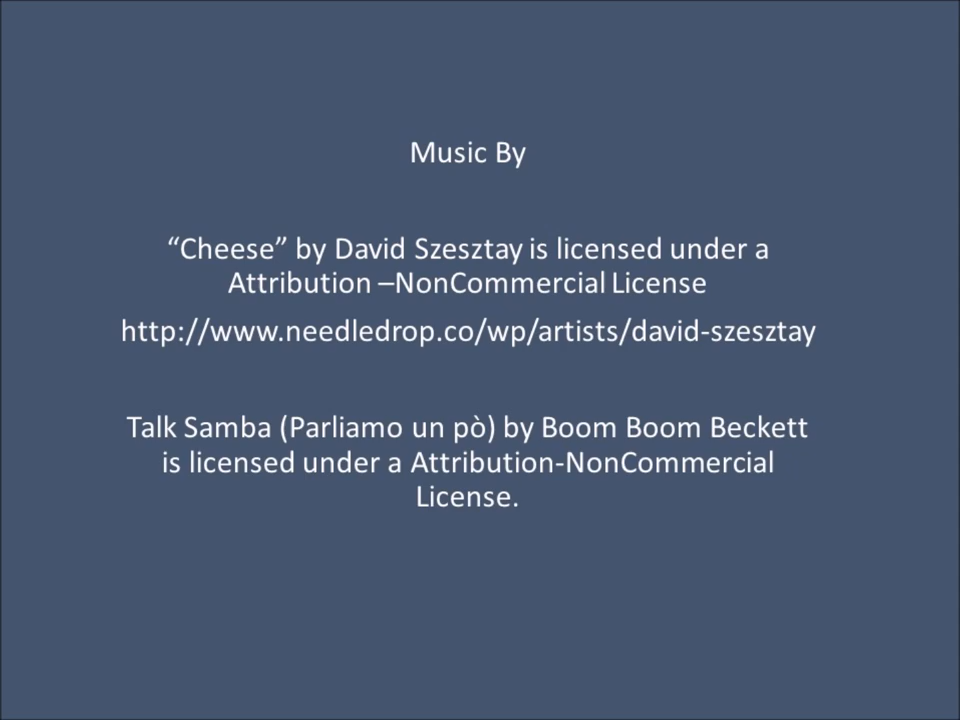 Music By
“Cheese” by David Szesztay is licensed under a
Attribution –NonCommercial License
http://www.needledrop.co/wp/artists/david-szesztay
Talk Samba (Parliamo un pò) by Boom Boom Beckett
is licensed under a Attribution-NonCommercial
License.